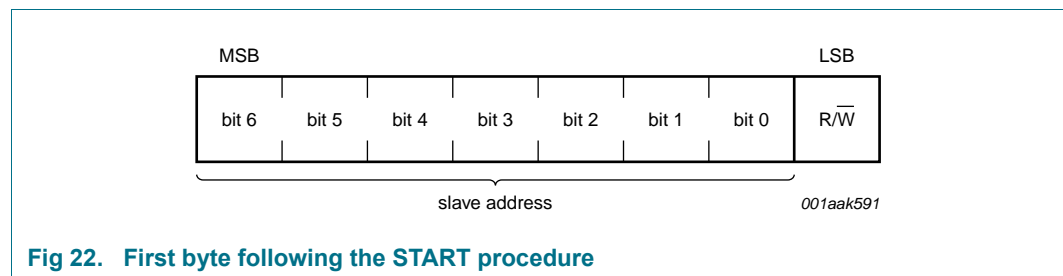 MSB LSB
bit 6 bit 5 bit 4 bit 3 bit 2 bit 1 bit 0 R/W̅
slave address 001aak591
Fig 22. First byte following the START procedure